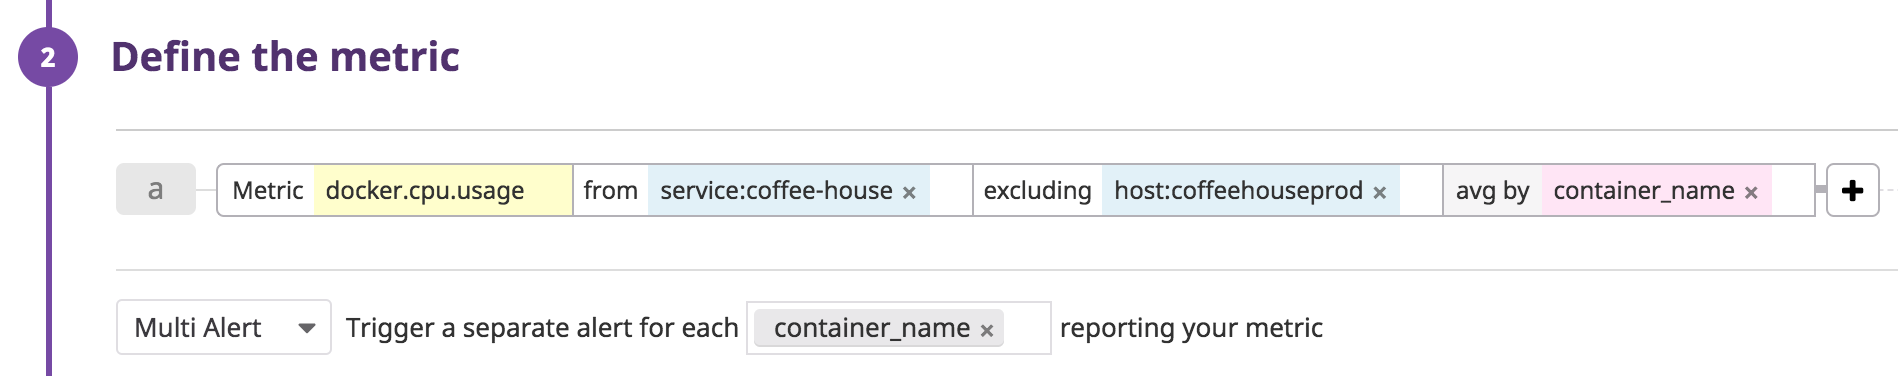 2 Define the metric
a Metric docker.cpu.usage from service:coffee-house × excluding host:coffeehouseprod × avg by container_name × +
Multi Alert Trigger a separate alert for each container_name × reporting your metric